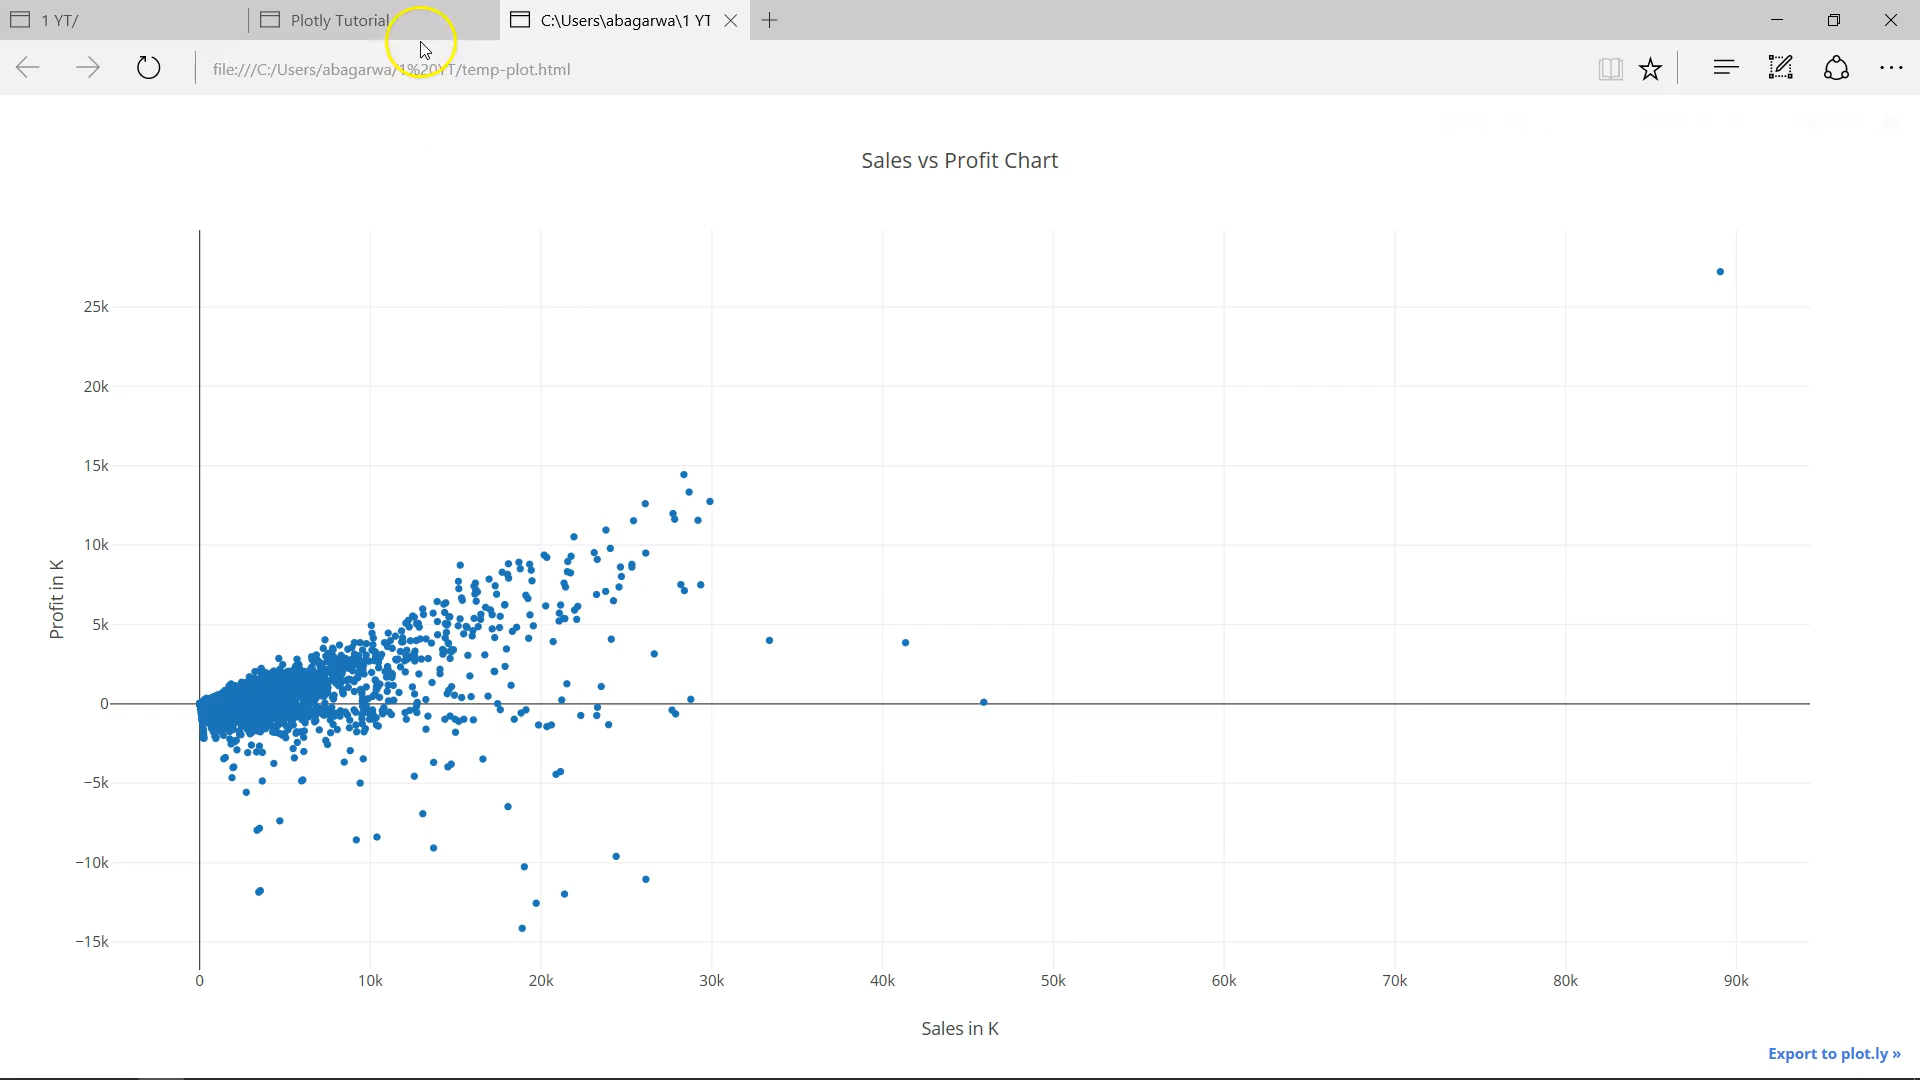 1 YT/
Plotly Tutorial
C:\Users\abagarwa\1 YT
file:///C:/Users/abagarwa/1%20YT/temp-plot.html
Sales vs Profit Chart
25k
20k
15k
10k
5k
0
−5k
−10k
−15k
Profit in K
0 10k 20k 30k 40k 50k 60k 70k 80k 90k
Sales in K
Export to plot.ly »